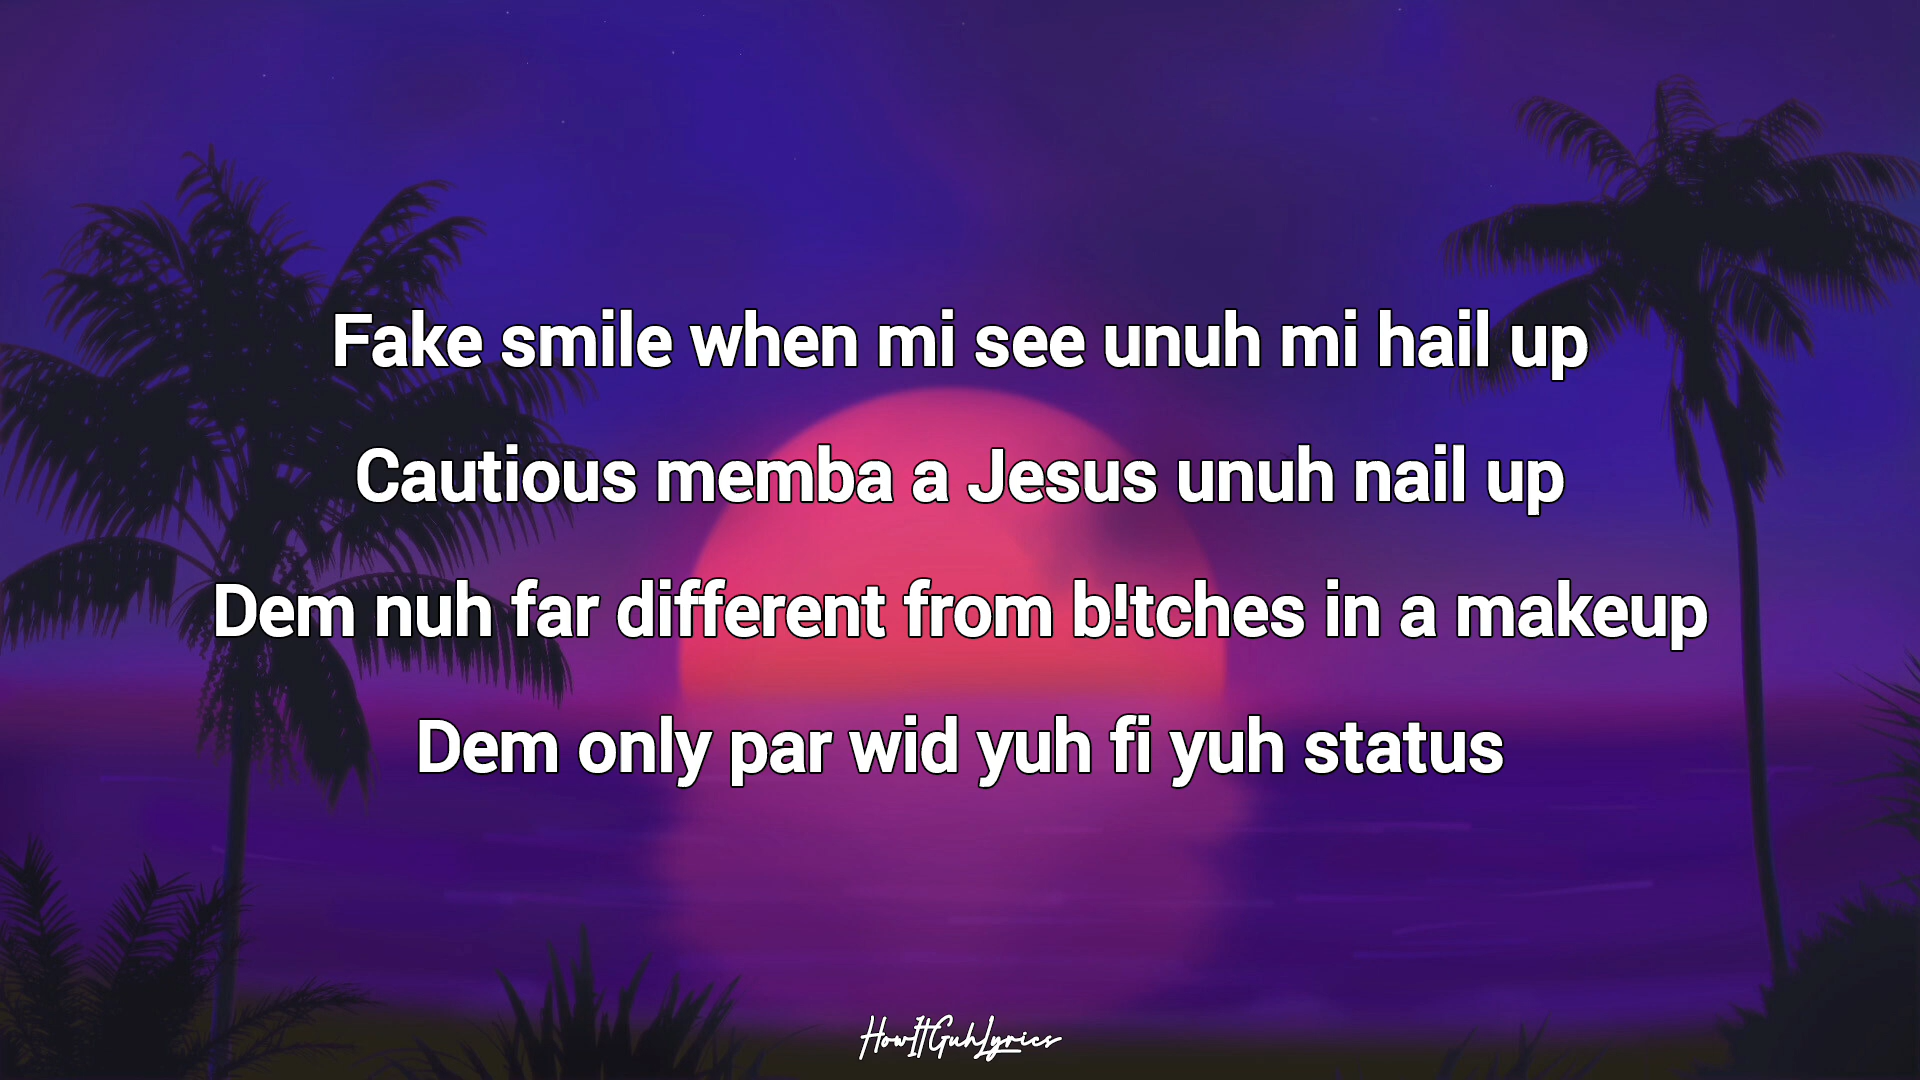 Fake smile when mi see unuh mi hail up
Cautious memba a Jesus unuh nail up
Dem nuh far different from b!tches in a makeup
Dem only par wid yuh fi yuh status
HowItGuhLyrics